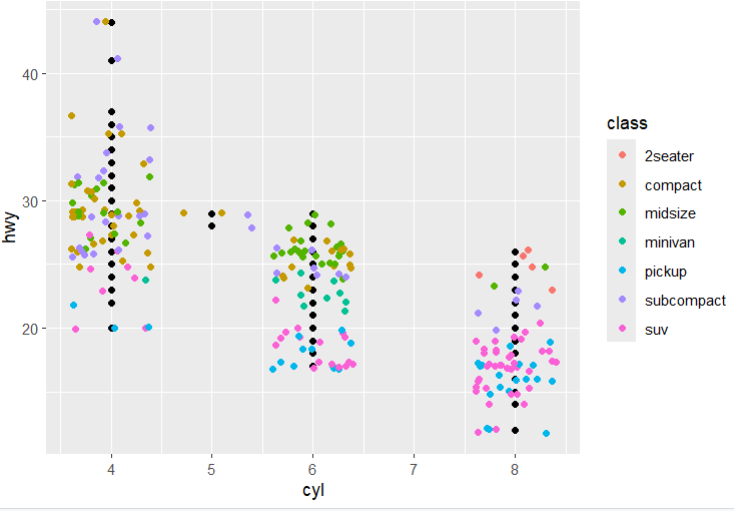 hwy
40
30
20
4 5 6 7 8
cyl
class
2seater
compact
midsize
minivan
pickup
subcompact
suv